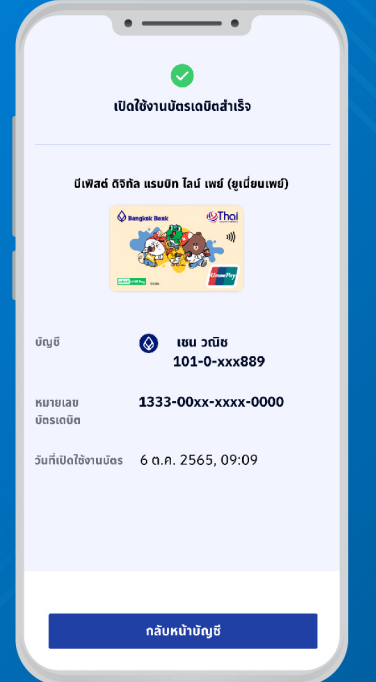 เปิดใช้งานบัตรเดบิตสำเร็จ
บีเฟิสต์ ดิจิทัล แรบบิท ไลน์ เพย์ (ยูเนี่ยนเพย์)
Bangkok Bank
Thai
UnionPay
บัญชี
เชน วณิช
101-0-xxx889
หมายเลข
บัตรเดบิต
1333-00xx-xxxx-0000
วันที่เปิดใช้งานบัตร
6 ต.ค. 2565, 09:09
กลับหน้าบัญชี